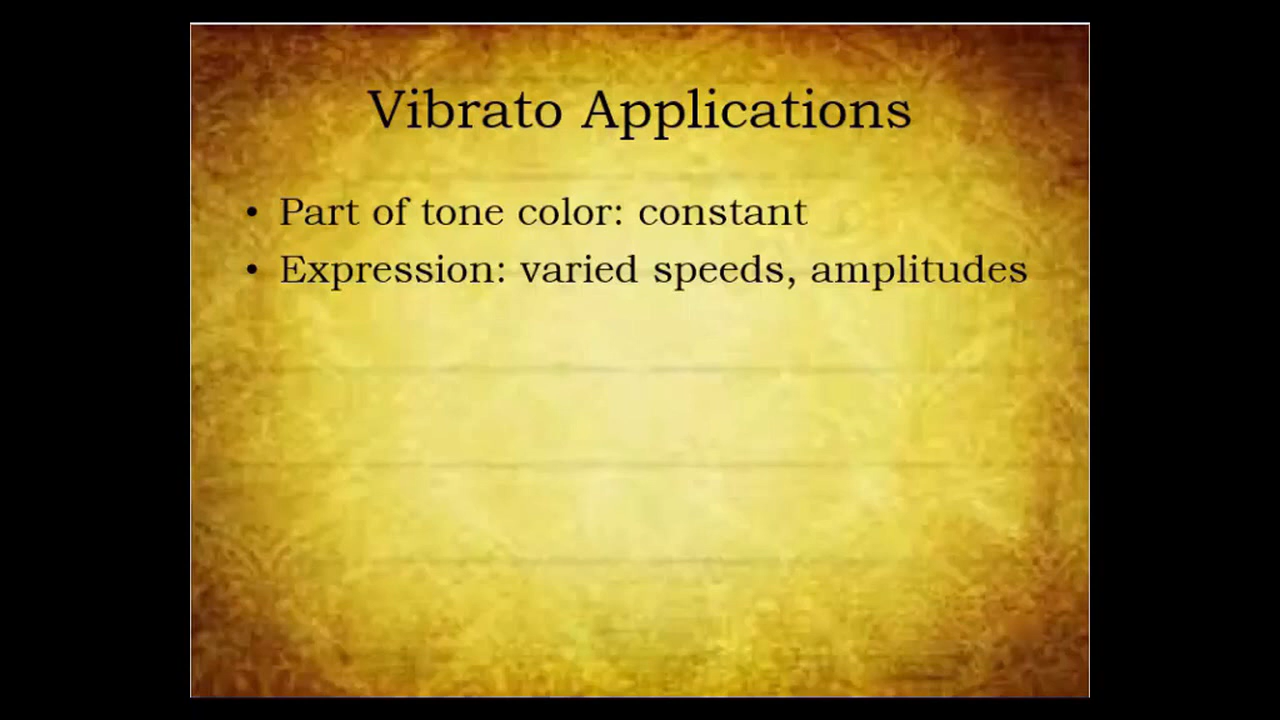 Vibrato Applications
• Part of tone color: constant
• Expression: varied speeds, amplitudes